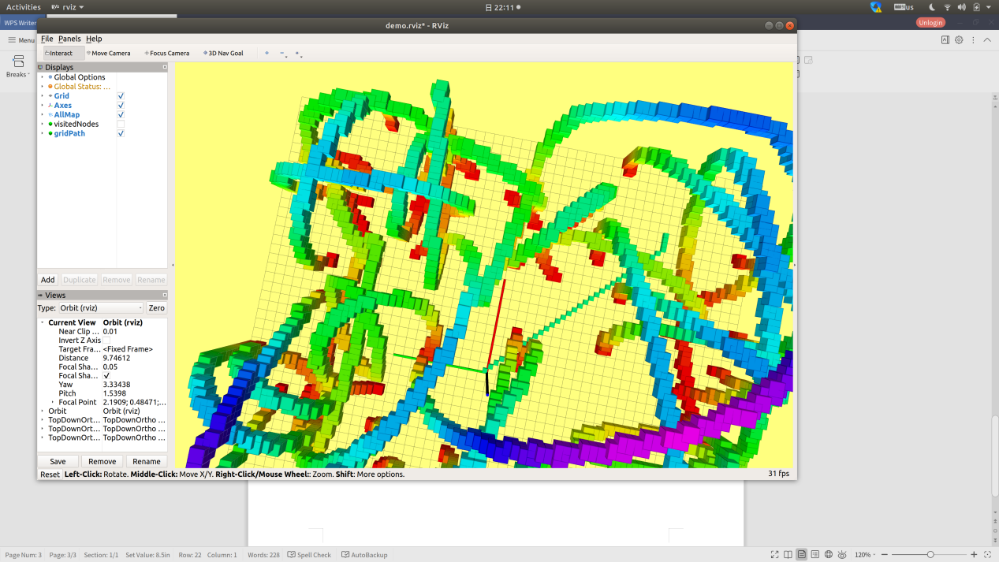 Activities rviz 日 22:11 us
WPS Writer Unlogin
demo.rviz* - RViz
Menu
File Panels Help
Interact Move Camera Focus Camera 3D Nav Goal
Breaks
Displays
Global Options
Global Status: ...
Grid
Axes
AllMap
visitedNodes
gridPath
Add Duplicate Remove Rename
Views
Type: Orbit (rviz) Zero
Current View Orbit (rviz)
Near Clip ... 0.01
Invert Z Axis
Target Fra... <Fixed Frame>
Distance 9.74612
Focal Sha... 0.05
Focal Sha... ✓
Yaw 3.33438
Pitch 1.5398
Focal Point 2.1909; 0.48471;...
Orbit Orbit (rviz)
TopDownOrt... TopDownOrtho ...
TopDownOrt... TopDownOrtho ...
TopDownOrt... TopDownOrtho ...
Save Remove Rename
Reset Left-Click: Rotate. Middle-Click: Move X/Y. Right-Click/Mouse Wheel:: Zoom. Shift: More options. 31 fps
Page Num: 3 Page: 3/3 Section: 1/1 Set Value: 8.5in Row: 22 Column: 1 Words: 228 Spell Check AutoBackup 120%